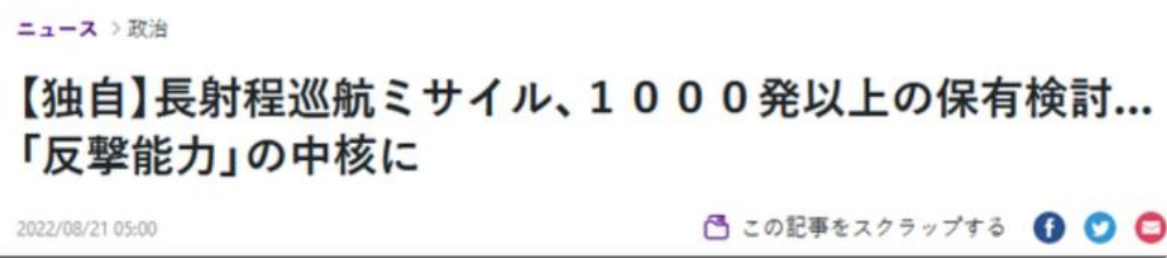 ニュース > 政治
【独自】長射程巡航ミサイル、１０００発以上の保有検討…
「反撃能力」の中核に
2022/08/21 05:00 この記事をスクラップする